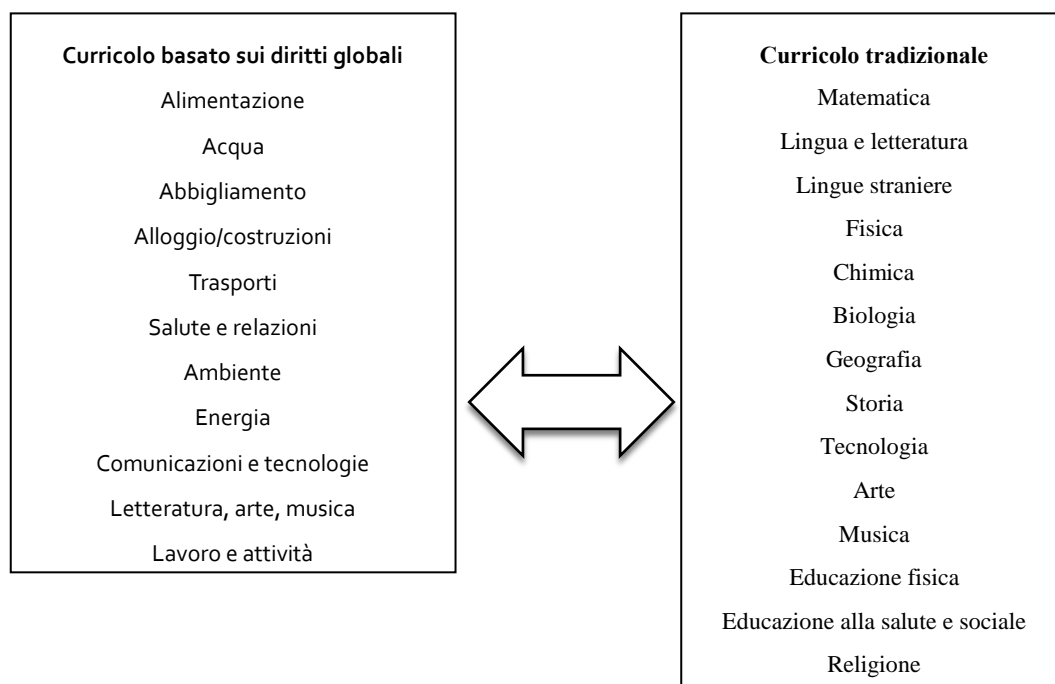 Curricolo basato sui diritti globali
Alimentazione
Acqua
Abbigliamento
Alloggio/costruzioni
Trasporti
Salute e relazioni
Ambiente
Energia
Comunicazioni e tecnologie
Letteratura, arte, musica
Lavoro e attività
Curricolo tradizionale
Matematica
Lingua e letteratura
Lingue straniere
Fisica
Chimica
Biologia
Geografia
Storia
Tecnologia
Arte
Musica
Educazione fisica
Educazione alla salute e sociale
Religione